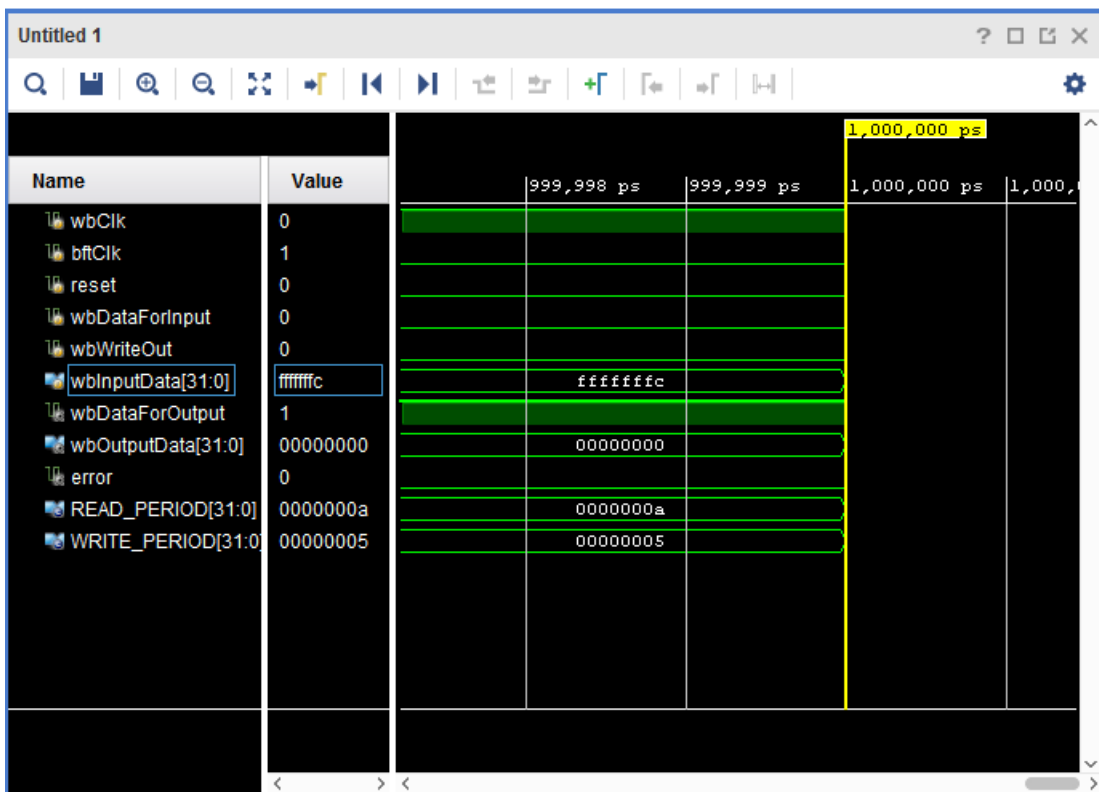 Untitled 1
?
1,000,000 ps
Name Value 999,998 ps 999,999 ps 1,000,000 ps 1,000,
wbClk 0
bftClk 1
reset 0
wbDataForInput 0
wbWriteOut 0
wbInputData[31:0] fffffffc fffffffc
wbDataForOutput 1
wbOutputData[31:0] 00000000 00000000
error 0
READ_PERIOD[31:0] 0000000a 0000000a
WRITE_PERIOD[31:0] 00000005 00000005